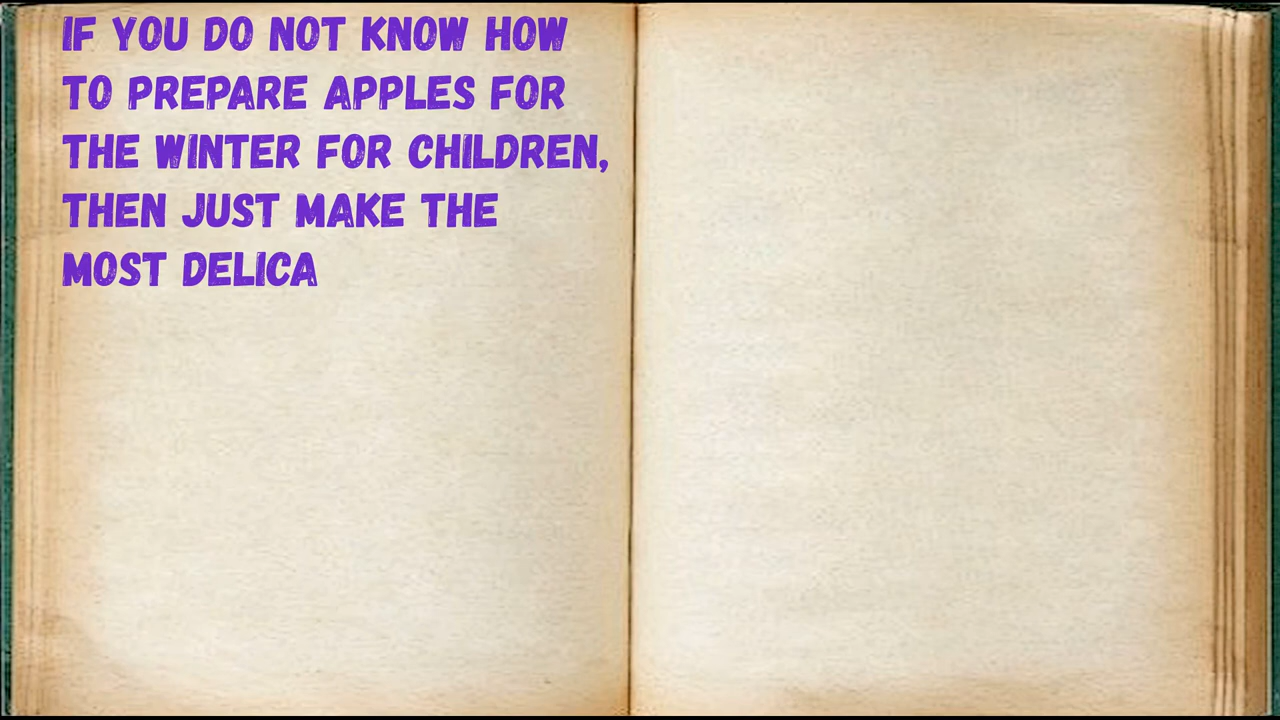 IF YOU DO NOT KNOW HOW
TO PREPARE APPLES FOR
THE WINTER FOR CHILDREN,
THEN JUST MAKE THE
MOST DELICA